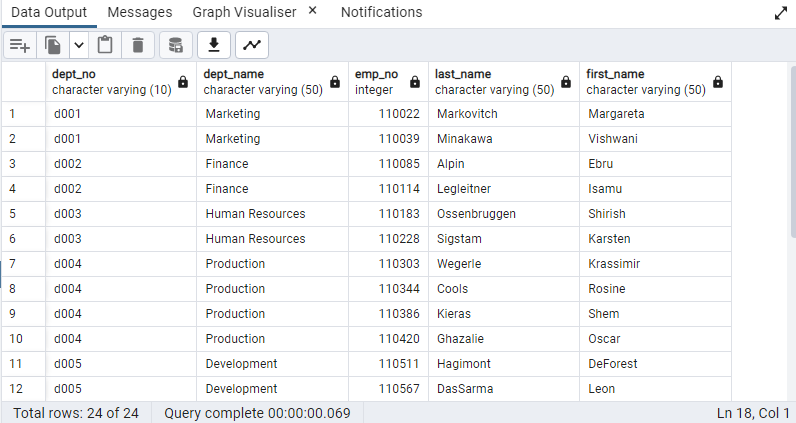 Data Output Messages Graph Visualiser × Notifications
dept_no dept_name emp_no last_name first_name
character varying (10) character varying (50) integer character varying (50) character varying (50)
1 d001 Marketing 110022 Markovitch Margareta
2 d001 Marketing 110039 Minakawa Vishwani
3 d002 Finance 110085 Alpin Ebru
4 d002 Finance 110114 Legleitner Isamu
5 d003 Human Resources 110183 Ossenbruggen Shirish
6 d003 Human Resources 110228 Sigstam Karsten
7 d004 Production 110303 Wegerle Krassimir
8 d004 Production 110344 Cools Rosine
9 d004 Production 110386 Kieras Shem
10 d004 Production 110420 Ghazalie Oscar
11 d005 Development 110511 Hagimont DeForest
12 d005 Development 110567 DasSarma Leon
Total rows: 24 of 24 Query complete 00:00:00.069 Ln 18, Col 1